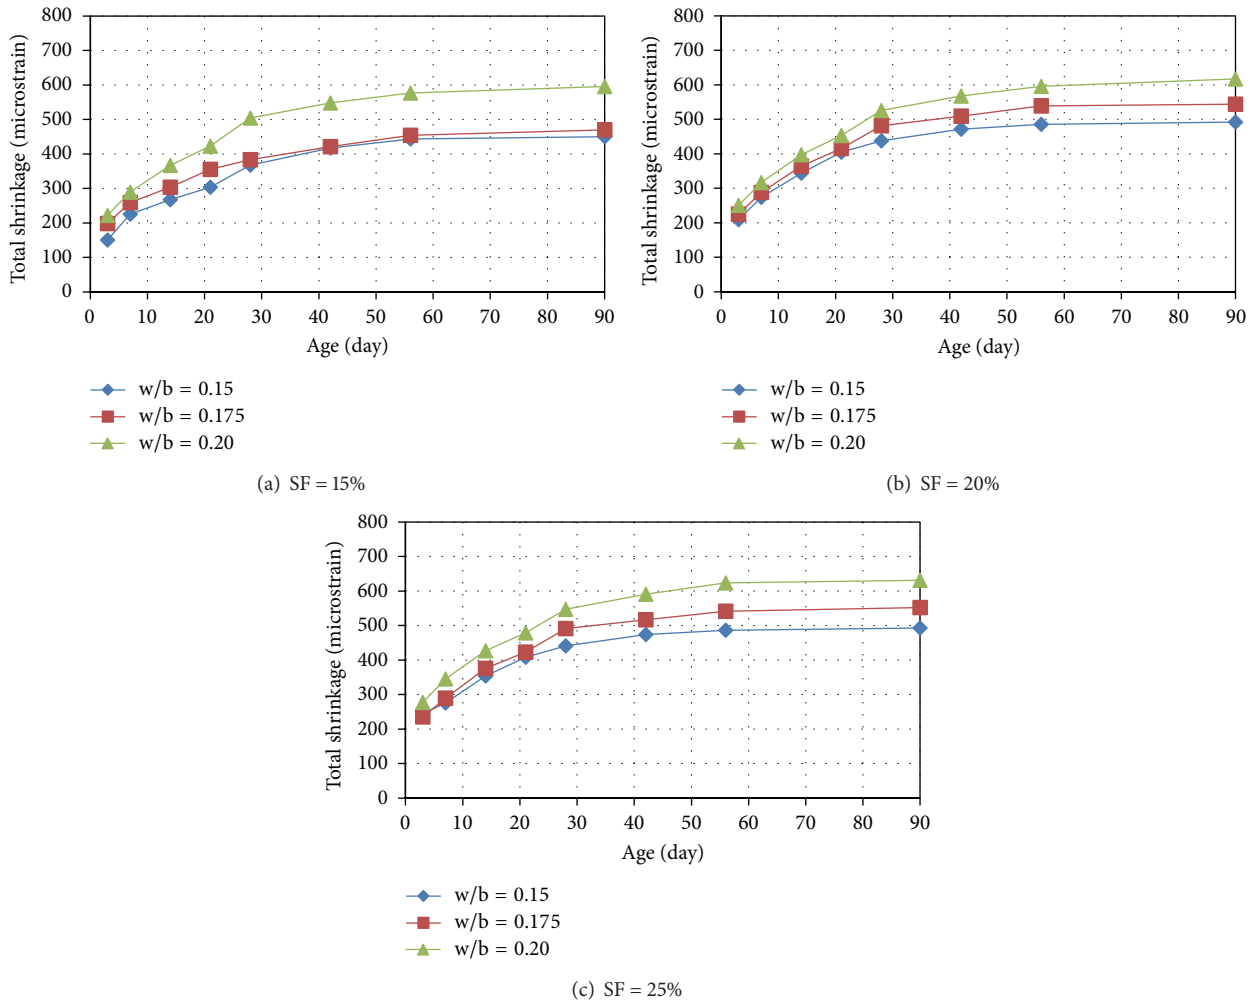 800
700
600
500
400
300
200
100
0
Total shrinkage (microstrain)
0 10 20 30 40 50 60 70 80 90
Age (day)
w/b = 0.15
w/b = 0.175
w/b = 0.20
(a) SF = 15%
800
700
600
500
400
300
200
100
0
Total shrinkage (microstrain)
0 10 20 30 40 50 60 70 80 90
Age (day)
w/b = 0.15
w/b = 0.175
w/b = 0.20
(b) SF = 20%
800
700
600
500
400
300
200
100
0
Total shrinkage (microstrain)
0 10 20 30 40 50 60 70 80 90
Age (day)
w/b = 0.15
w/b = 0.175
w/b = 0.20
(c) SF = 25%